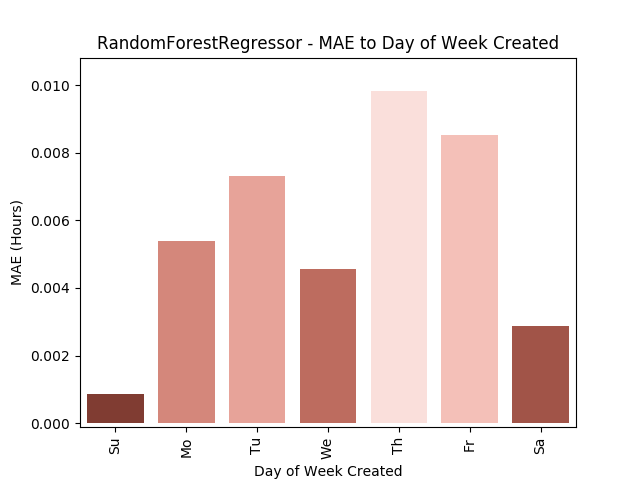 RandomForestRegressor - MAE to Day of Week Created
MAE (Hours)
0.010
0.008
0.006
0.004
0.002
0.000
Su Mo Tu We Th Fr Sa
Day of Week Created